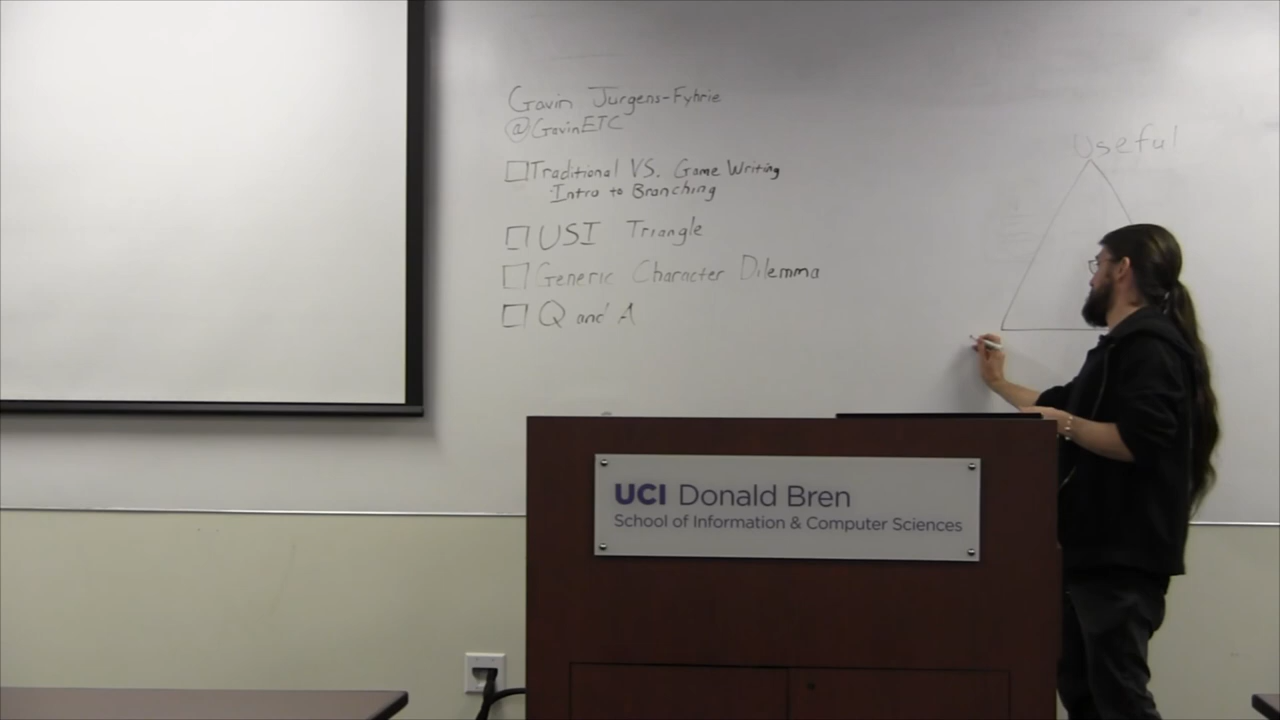 Gavin Jurgens-Fyhrie
@GavinETC
Traditional VS. Game Writing
Intro to Branching
USI Triangle
Generic Character Dilemma
Q and A
Useful
UCI Donald Bren
School of Information & Computer Sciences